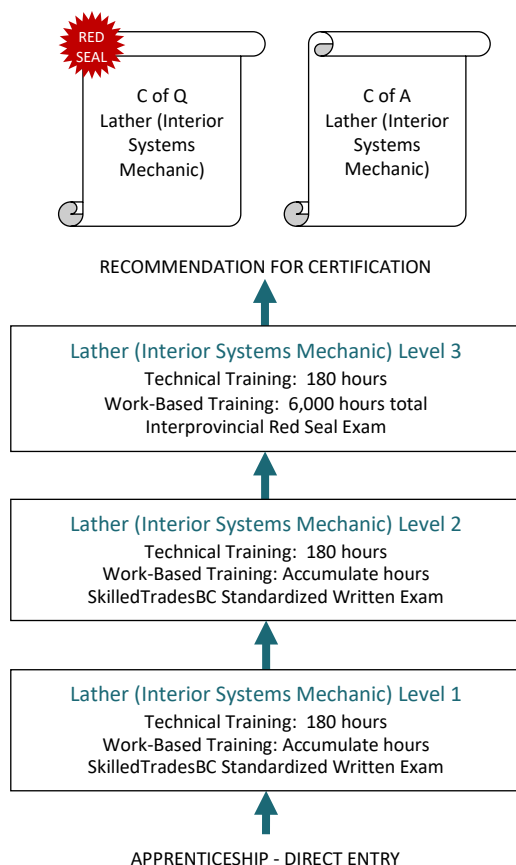 RED
SEAL
C of Q
Lather (Interior
Systems
Mechanic)
C of A
Lather (Interior
Systems
Mechanic)
RECOMMENDATION FOR CERTIFICATION
Lather (Interior Systems Mechanic) Level 3
Technical Training: 180 hours
Work-Based Training: 6,000 hours total
Interprovincial Red Seal Exam
Lather (Interior Systems Mechanic) Level 2
Technical Training: 180 hours
Work-Based Training: Accumulate hours
SkilledTradesBC Standardized Written Exam
Lather (Interior Systems Mechanic) Level 1
Technical Training: 180 hours
Work-Based Training: Accumulate hours
SkilledTradesBC Standardized Written Exam
APPRENTICESHIP - DIRECT ENTRY